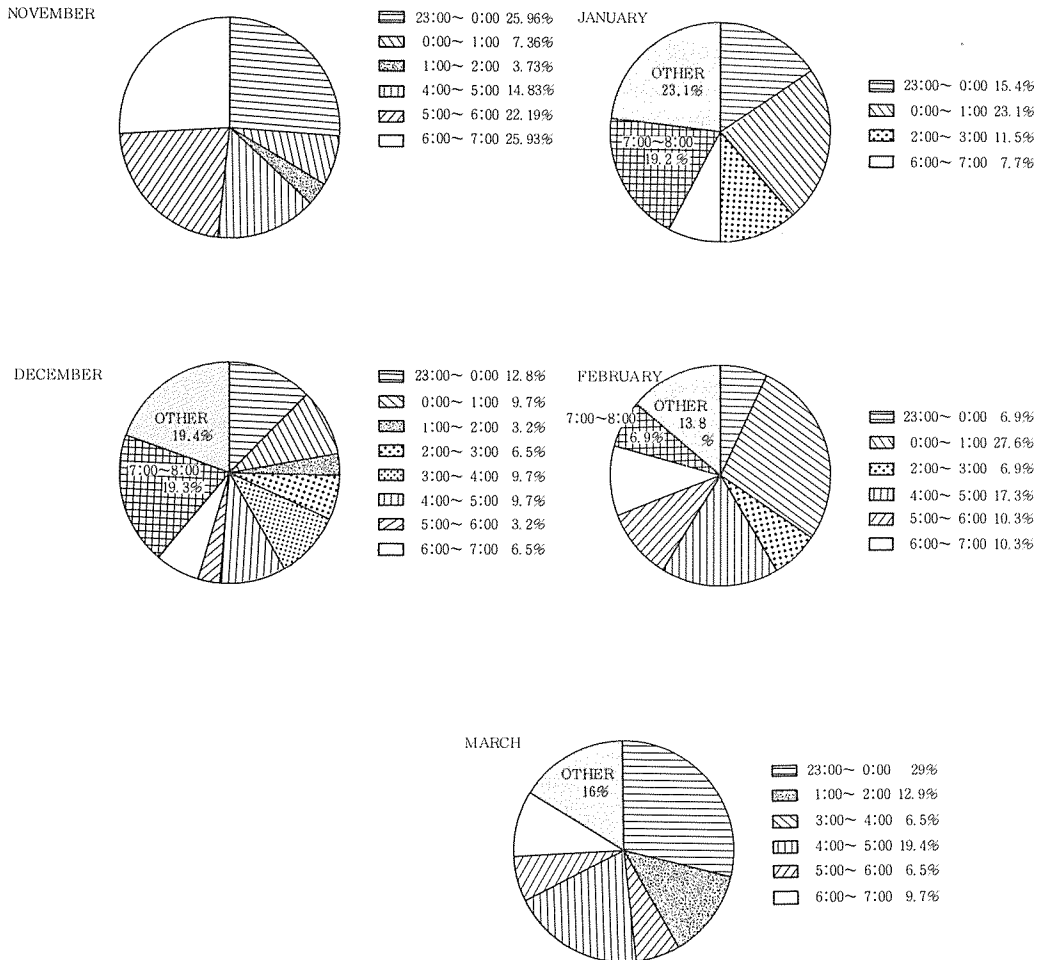 NOVEMBER
23:00~ 0:00 25.96%
0:00~ 1:00 7.36%
1:00~ 2:00 3.73%
4:00~ 5:00 14.83%
5:00~ 6:00 22.19%
6:00~ 7:00 25.93%
JANUARY
OTHER
23.1%
7:00~8:00
19.2%
23:00~ 0:00 15.4%
0:00~ 1:00 23.1%
2:00~ 3:00 11.5%
6:00~ 7:00 7.7%
DECEMBER
OTHER
19.4%
7:00~8:00
19.3%
23:00~ 0:00 12.8%
0:00~ 1:00 9.7%
1:00~ 2:00 3.2%
2:00~ 3:00 6.5%
3:00~ 4:00 9.7%
4:00~ 5:00 9.7%
5:00~ 6:00 3.2%
6:00~ 7:00 6.5%
FEBRUARY
OTHER
13.8
%
7:00~8:00
6.9%
23:00~ 0:00 6.9%
0:00~ 1:00 27.6%
2:00~ 3:00 6.9%
4:00~ 5:00 17.3%
5:00~ 6:00 10.3%
6:00~ 7:00 10.3%
MARCH
OTHER
16%
23:00~ 0:00 29%
1:00~ 2:00 12.9%
3:00~ 4:00 6.5%
4:00~ 5:00 19.4%
5:00~ 6:00 6.5%
6:00~ 7:00 9.7%